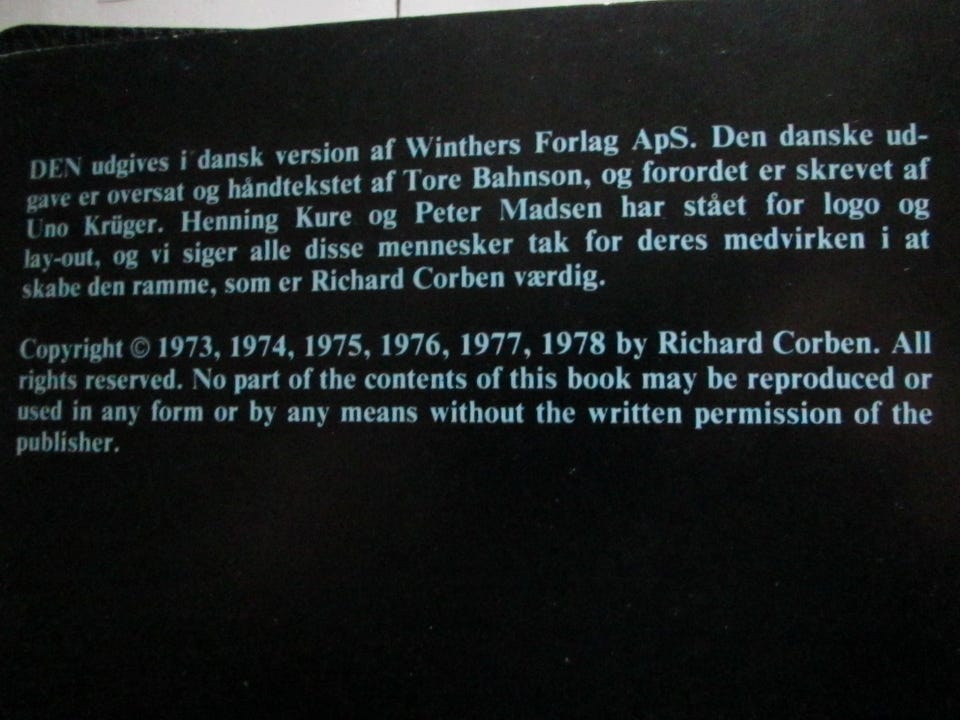 DEN udgives i dansk version af Winthers Forlag ApS. Den danske ud-
gave er oversat og håndtekstet af Tore Bahnson, og forordet er skrevet af
Uno Krüger. Henning Kure og Peter Madsen har stået for logo og
lay-out, og vi siger alle disse mennesker tak for deres medvirken i at
skabe den ramme, som er Richard Corben værdig.
Copyright © 1973, 1974, 1975, 1976, 1977, 1978 by Richard Corben. All
rights reserved. No part of the contents of this book may be reproduced or
used in any form or by any means without the written permission of the
publisher.